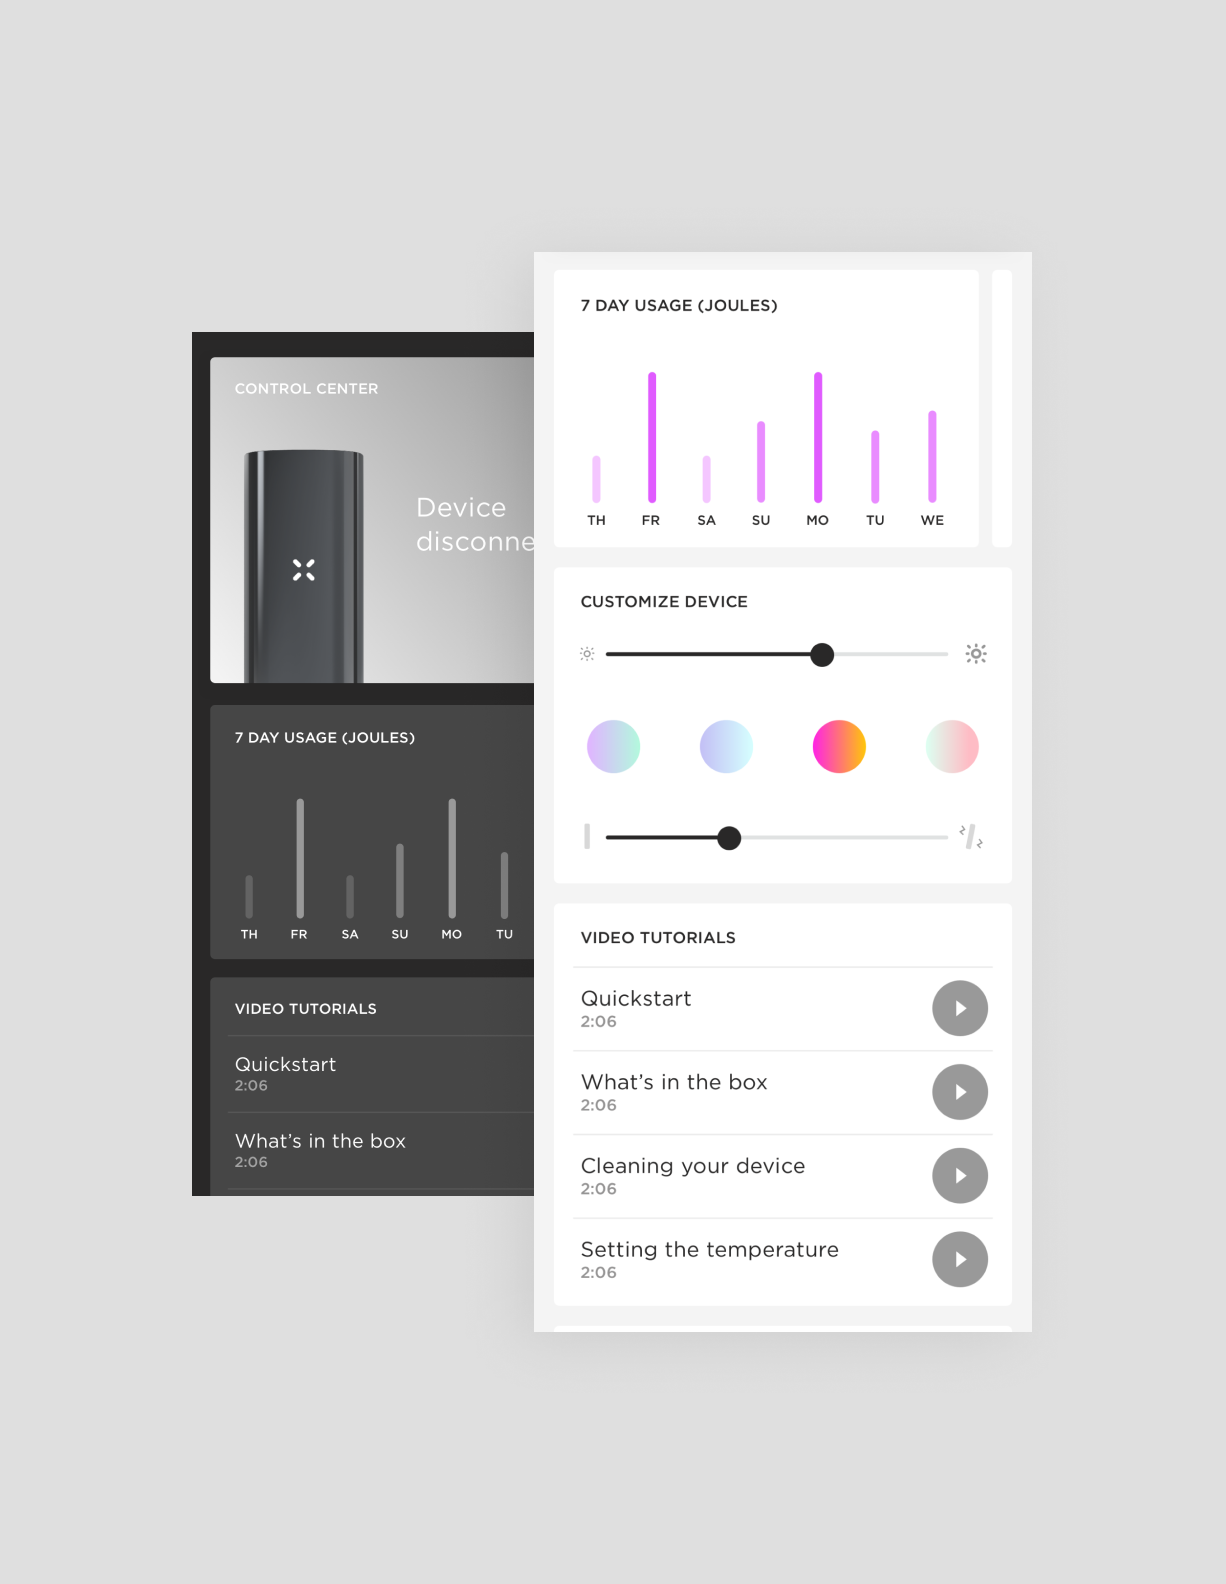 CONTROL CENTER
Device
disconne
7 DAY USAGE (JOULES)
TH FR SA SU MO TU
VIDEO TUTORIALS
Quickstart
2:06
What’s in the box
2:06
7 DAY USAGE (JOULES)
TH FR SA SU MO TU WE
CUSTOMIZE DEVICE
VIDEO TUTORIALS
Quickstart
2:06
What’s in the box
2:06
Cleaning your device
2:06
Setting the temperature
2:06